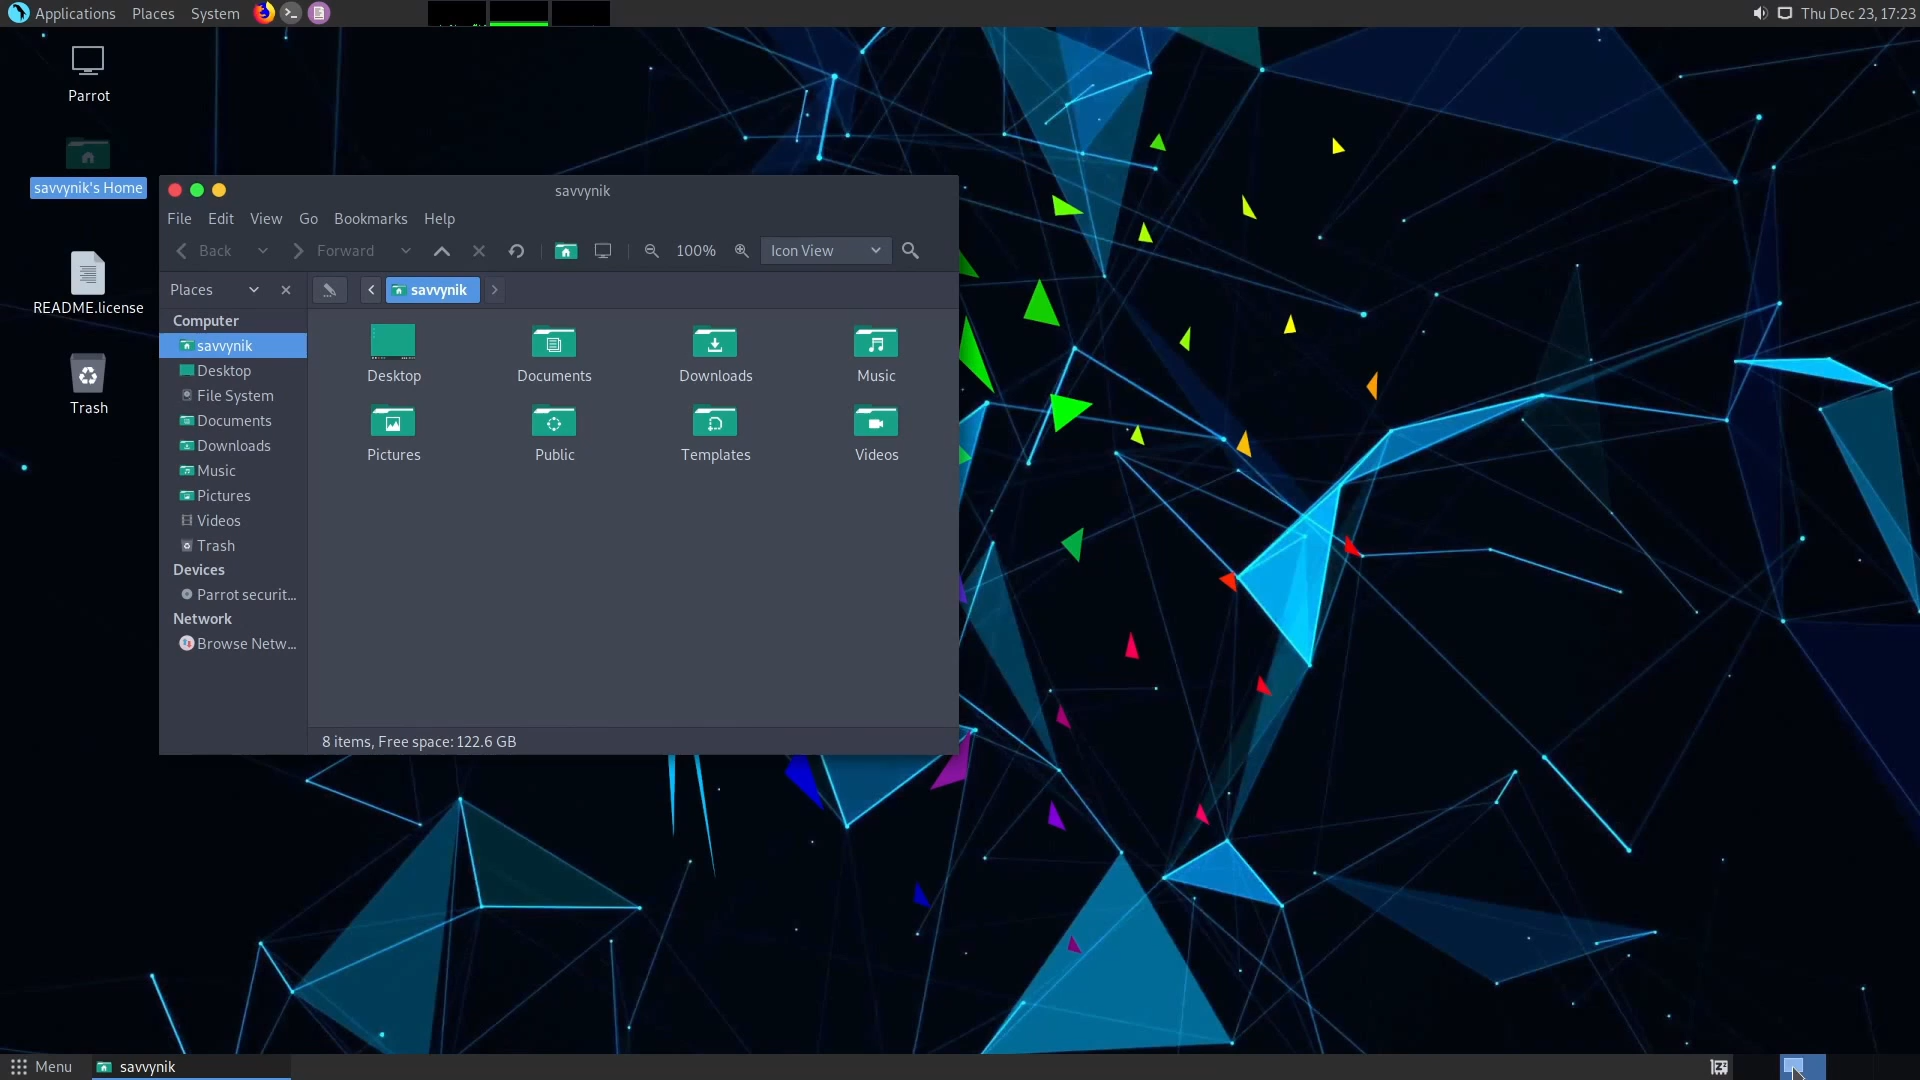 Applications Places System
Thu Dec 23, 17:23
Parrot
savvynik's Home
README.license
Trash
savvynik
File Edit View Go Bookmarks Help
Back Forward 100% Icon View
Places
savvynik
Computer
savvynik
Desktop
File System
Documents
Downloads
Music
Pictures
Videos
Trash
Devices
Parrot securit...
Network
Browse Netw...
Desktop Documents Downloads Music
Pictures Public Templates Videos
8 items, Free space: 122.6 GB
Menu savvynik